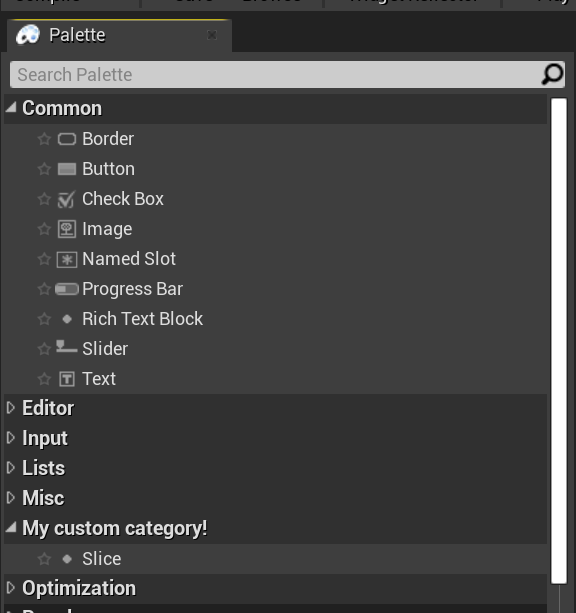 Palette
Search Palette
Common
Border
Button
Check Box
Image
Named Slot
Progress Bar
Rich Text Block
Slider
Text
Editor
Input
Lists
Misc
My custom category!
Slice
Optimization